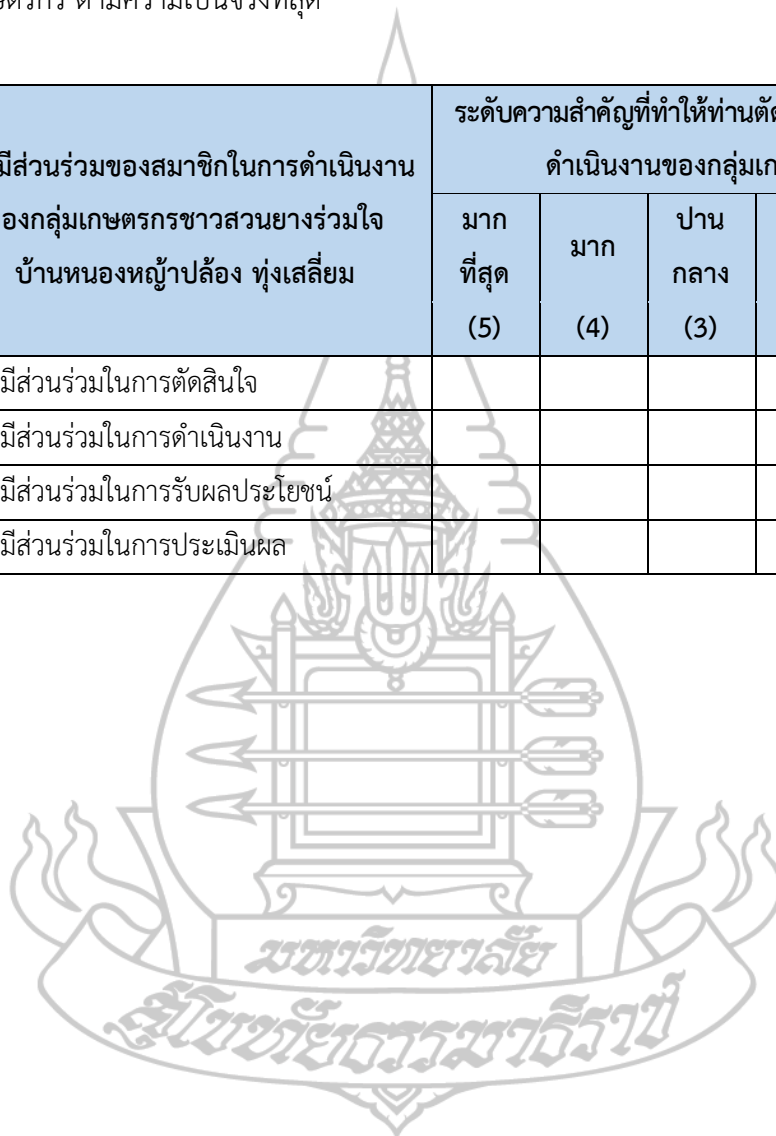 ตามความเป็นจริงที่สุด
ระดับความสำคัญที่ทำให้ท่าน
มีส่วนร่วมของสมาชิกในการดำเนินงาน
ดำเนินงานของกลุ่ม
องกลุ่มเกษตรกรชาวสวนยางร่วมใจ
บ้านหนองหญ้าปล้อง ทุ่งเสลี่ยม
มาก
ที่สุด
(5)
มาก
(4)
ปาน
กลาง
(3)
มีส่วนร่วมในการตัดสินใจ
มีส่วนร่วมในการดำเนินงาน
มีส่วนร่วมในการรับผลประโยชน์
มีส่วนร่วมในการประเมินผล
มหาวิทยาลัย
สุโขทัยธรรมาธิราช